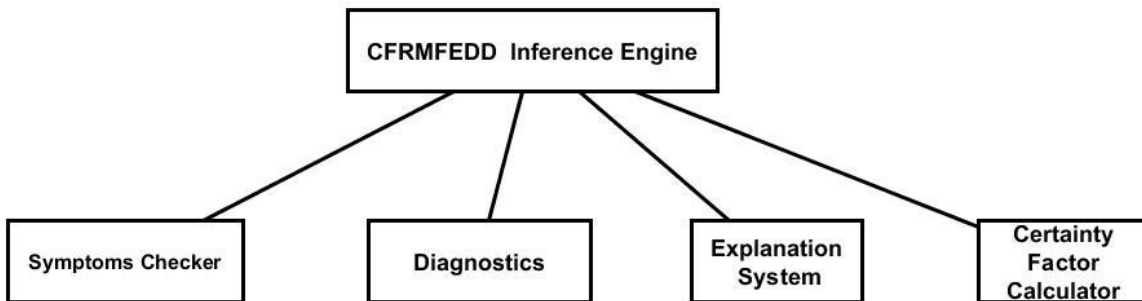 CFRMFEDD Inference Engine
Symptoms Checker
Diagnostics
Explanation
System
Certainty
Factor
Calculator